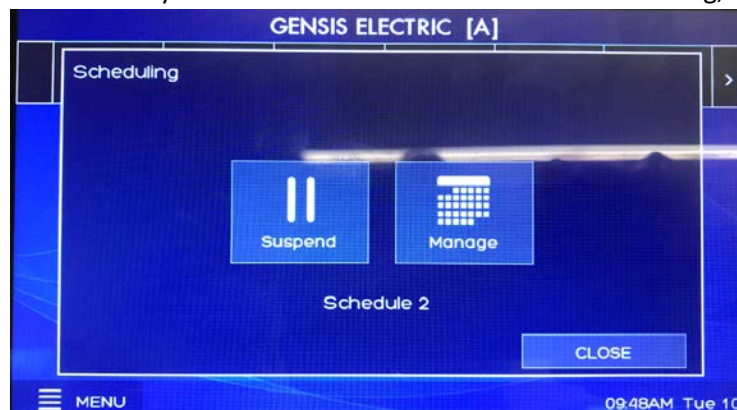 GENSIS ELECTRIC [A]
Scheduling
>
Suspend
Manage
Schedule 2
CLOSE
MENU
09:48AM Tue 10